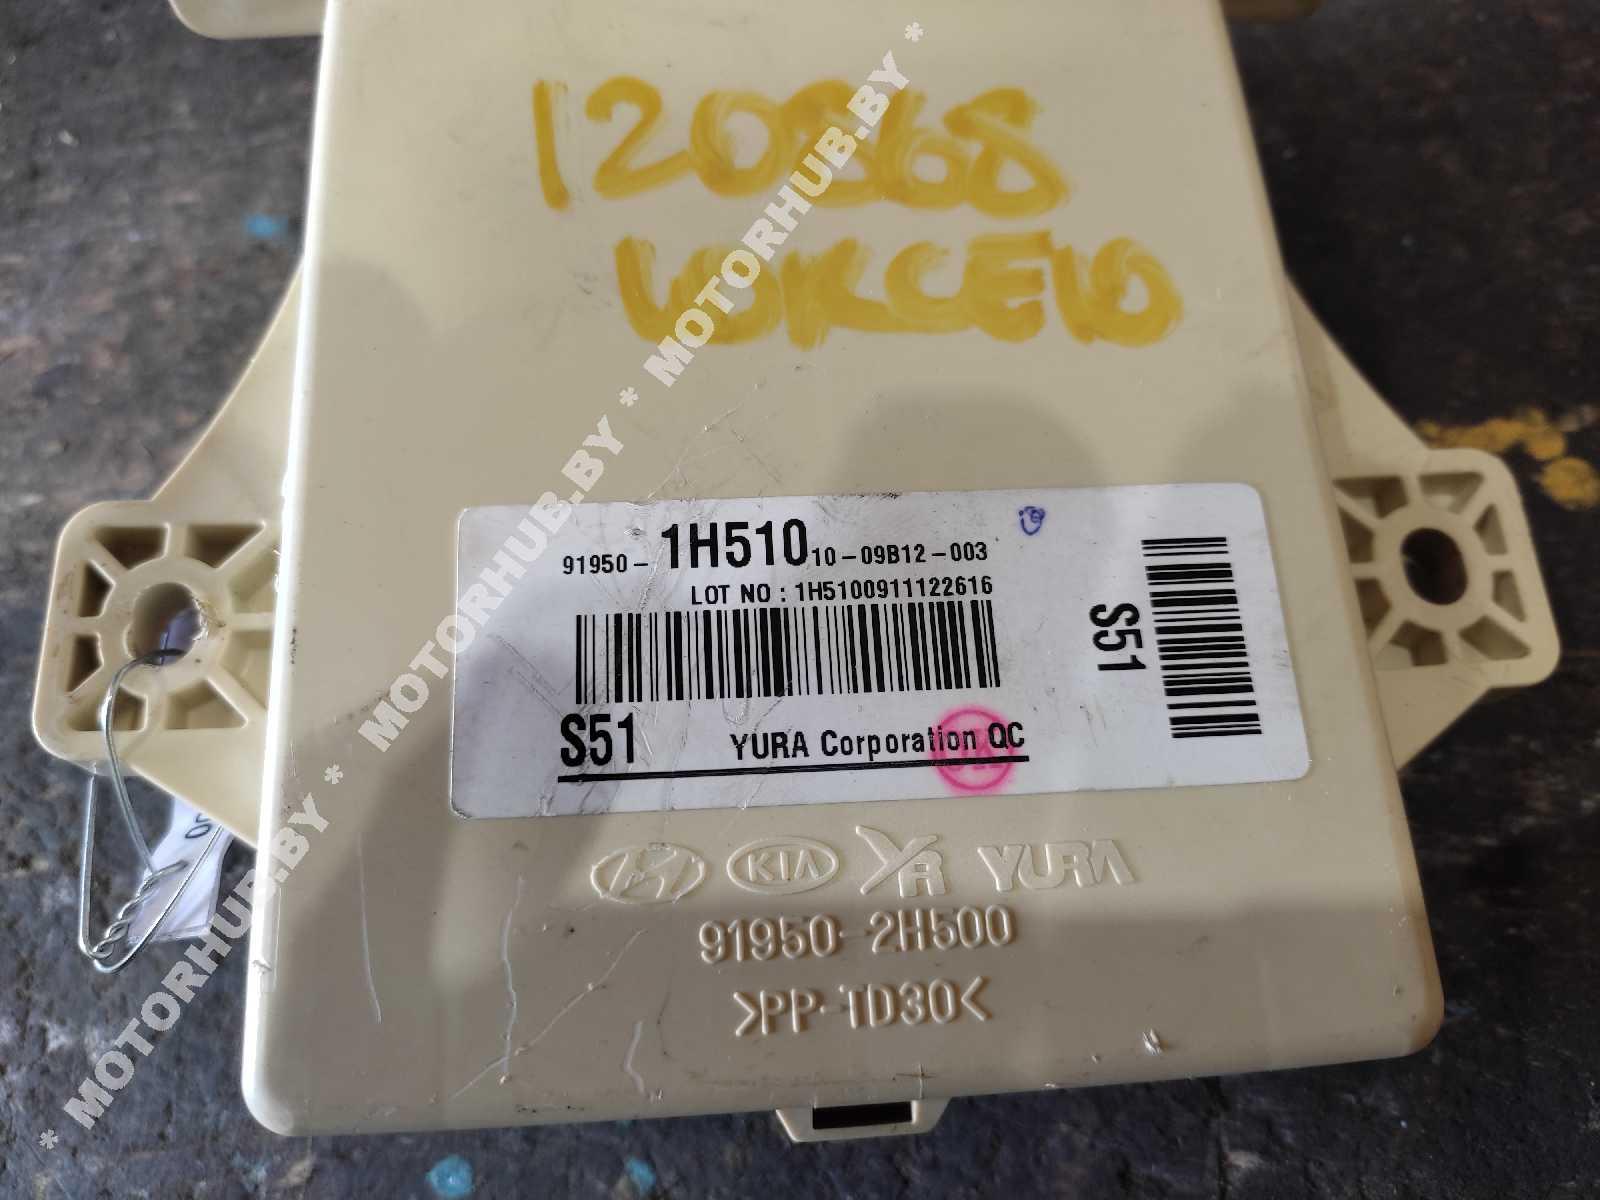 120868
91950- 1H510 10-09B12-003
LOT NO : 1H5100911122616
S51
YURA Corporation QC
S51
KIA YURA
91950-2H500
>PP-TD30<
* MOTORHUB.BY * MOTORHUB.BY * MOTORHUB.BY * MOTORHUB.BY *